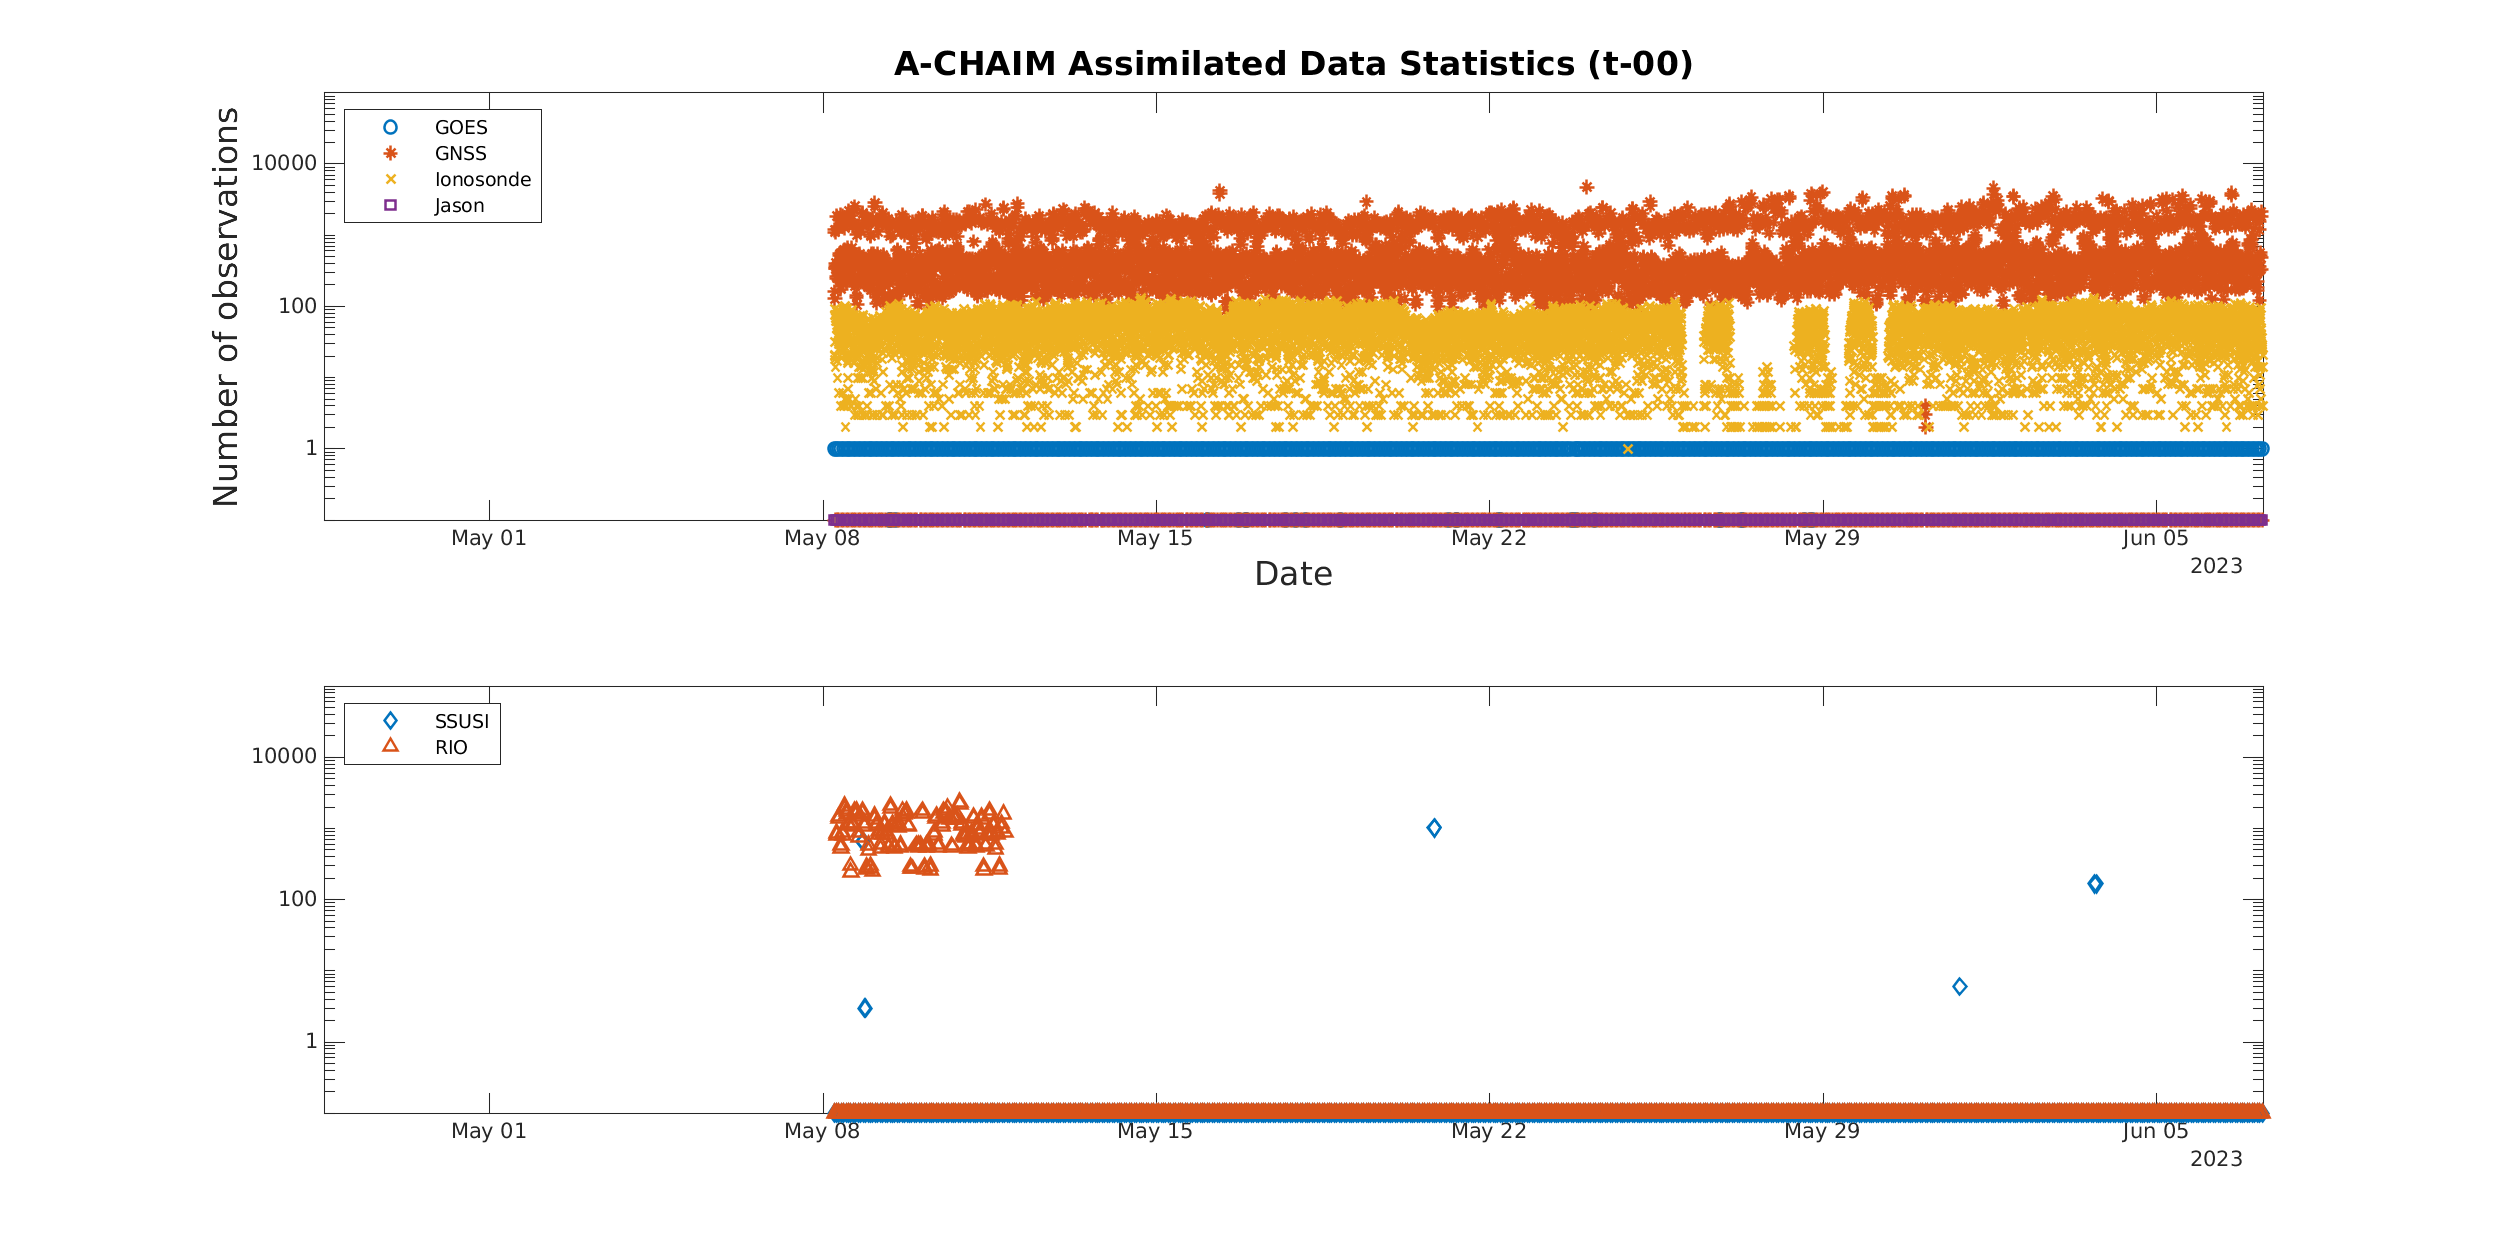 A-CHAIM Assimilated Data Statistics (t-00)
Number of observations
GOES
GNSS
Ionosonde
Jason
10000
100
1
May 01
May 08
May 15
May 22
May 29
Jun 05
2023
Date
SSUSI
RIO
10000
100
1
May 01
May 08
May 15
May 22
May 29
Jun 05
2023